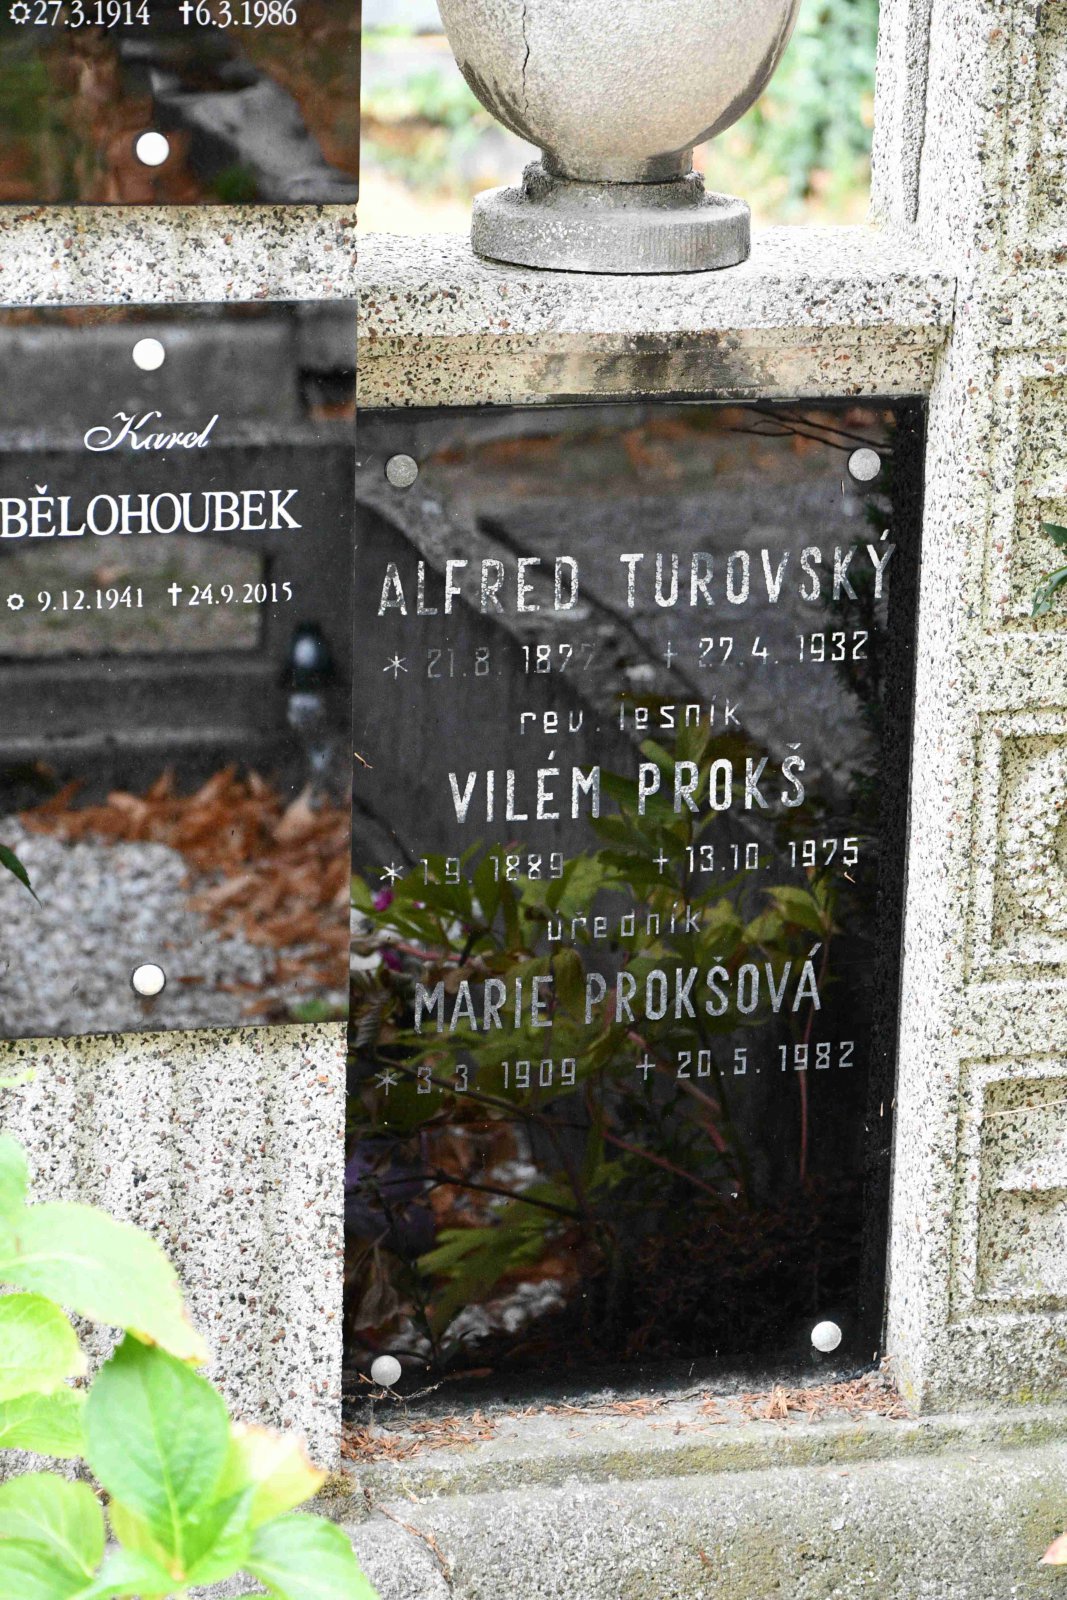 ✡27.3.1914 ✝6.3.1986
Karel
BĚLOHOUBEK
✡ 9.12.1941 ✝24.9.2015
ALFRED TUROVSKÝ
* 21.8. 1877 + 27.4. 1932
rev. lesník
VILÉM PROKŠ
* 1.9. 1889 + 13.10. 1975
úředník
MARIE PROKŠOVÁ
* 3.3. 1909 + 20.5. 1982